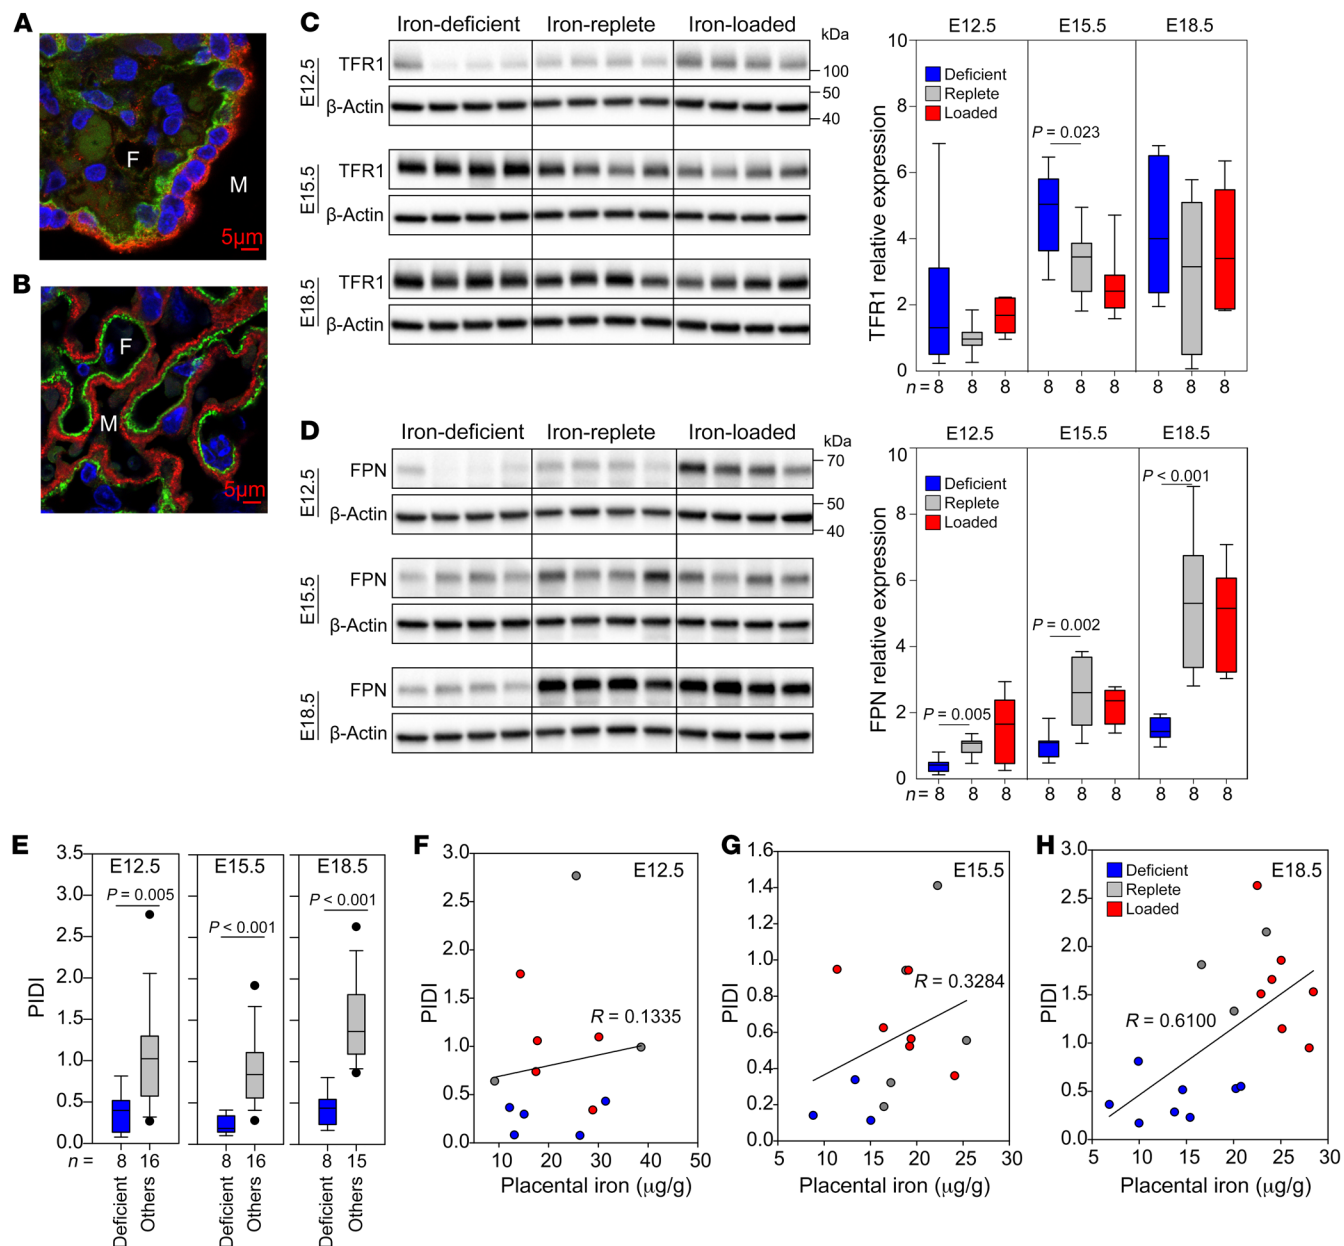 A
F
M
5µm
B
F
M
5µm
C
Iron-deficient Iron-replete Iron-loaded
kDa
E12.5
TFR1
100
β-Actin
50
40
E15.5
TFR1
β-Actin
E18.5
TFR1
β-Actin
E12.5 E15.5 E18.5
TFR1 relative expression
10
8
6
4
2
0
Deficient
Replete
Loaded
P = 0.023
n = 8 8 8 8 8 8 8 8 8
D
Iron-deficient Iron-replete Iron-loaded
kDa
E12.5
FPN
70
β-Actin
50
40
E15.5
FPN
β-Actin
E18.5
FPN
β-Actin
E12.5 E15.5 E18.5
FPN relative expression
10
8
6
4
2
0
Deficient
Replete
Loaded
P = 0.005
P = 0.002
P < 0.001
n = 8 8 8 8 8 8 8 8 8
E
PIDI
3.5
3.0
2.5
2.0
1.5
1.0
0.5
0.0
E12.5 E15.5 E18.5
P = 0.005
P < 0.001
P < 0.001
n = 8 16 8 16 8 15
Deficient Others Deficient Others Deficient Others
F
E12.5
PIDI
3.0
2.5
2.0
1.5
1.0
0.5
0.0
R = 0.1335
10 20 30 40 50
Placental iron (µg/g)
G
E15.5
PIDI
1.6
1.4
1.2
1.0
0.8
0.6
0.4
0.2
0.0
R = 0.3284
5 10 15 20 25 30
Placental iron (µg/g)
H
E18.5
PIDI
3.0
2.5
2.0
1.5
1.0
0.5
0.0
Deficient
Replete
Loaded
R = 0.6100
5 10 15 20 25 30
Placental iron (µg/g)